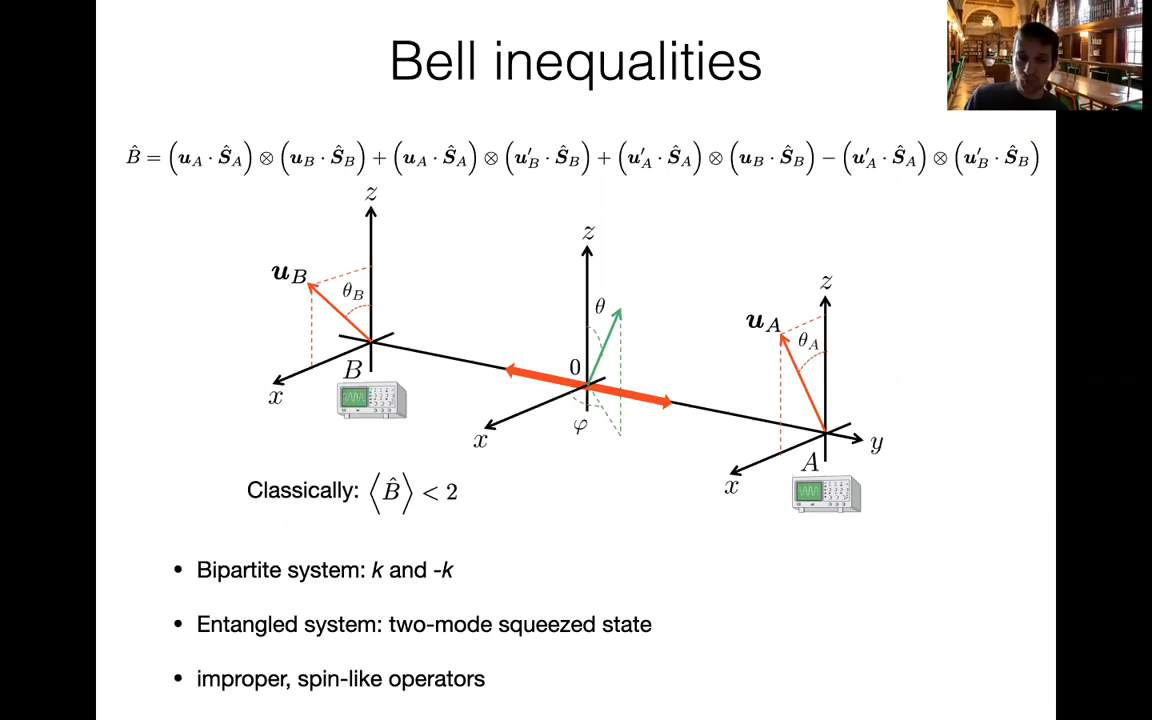 Bell inequalities
B̂ = (u_A · Ŝ_A) ⊗ (u_B · Ŝ_B) + (u_A · Ŝ_A) ⊗ (u′_B · Ŝ_B) + (u′_A · Ŝ_A) ⊗ (u_B · Ŝ_B) − (u′_A · Ŝ_A) ⊗ (u′_B · Ŝ_B)
z
u_B
θ_B
B
x
z
θ
0
x
φ
z
u_A
θ_A
y
A
x
Classically: ⟨B̂⟩ < 2
• Bipartite system: k and -k
• Entangled system: two-mode squeezed state
• improper, spin-like operators